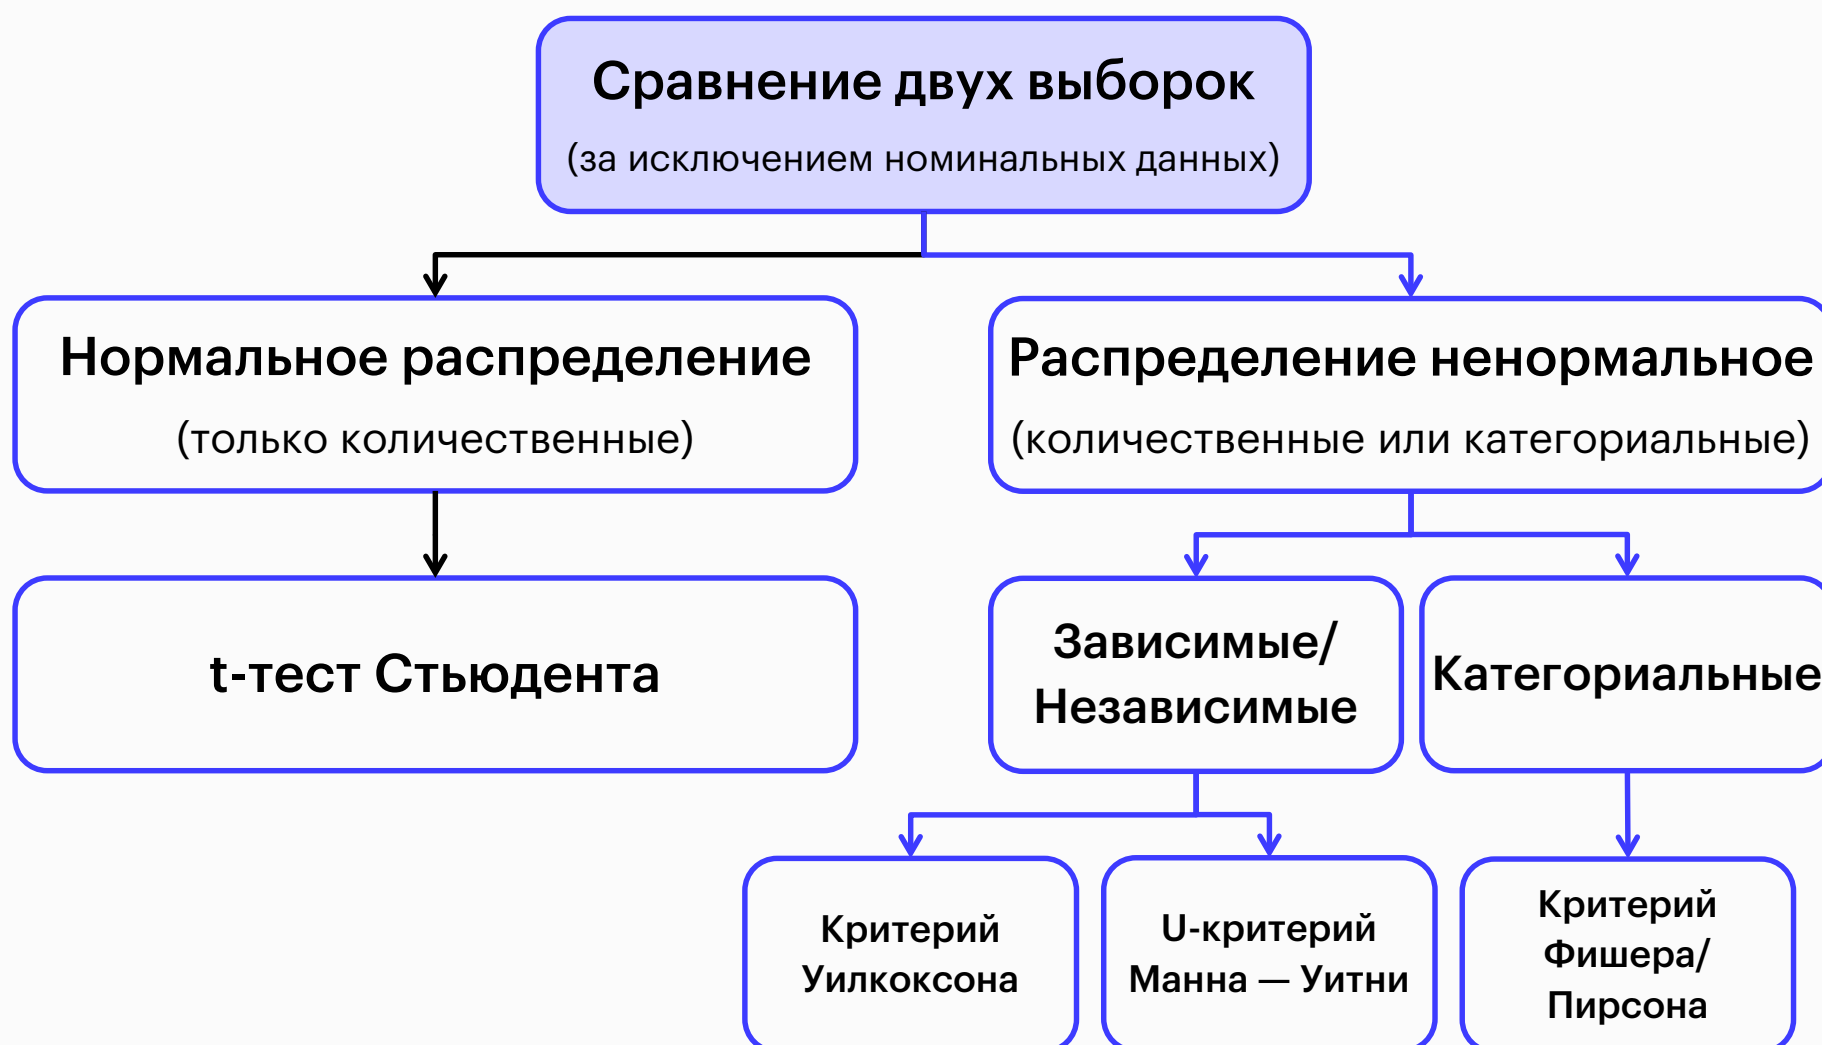 Сравнение двух выборок
(за исключением номинальных данных)
Нормальное распределение
(только количественные)
Распределение ненормальное
(количественные или категориальные)
t-тест Стьюдента
Зависимые/
Независимые
Категориальные
Критерий
Уилкоксона
U-критерий
Манна — Уитни
Критерий
Фишера/
Пирсона